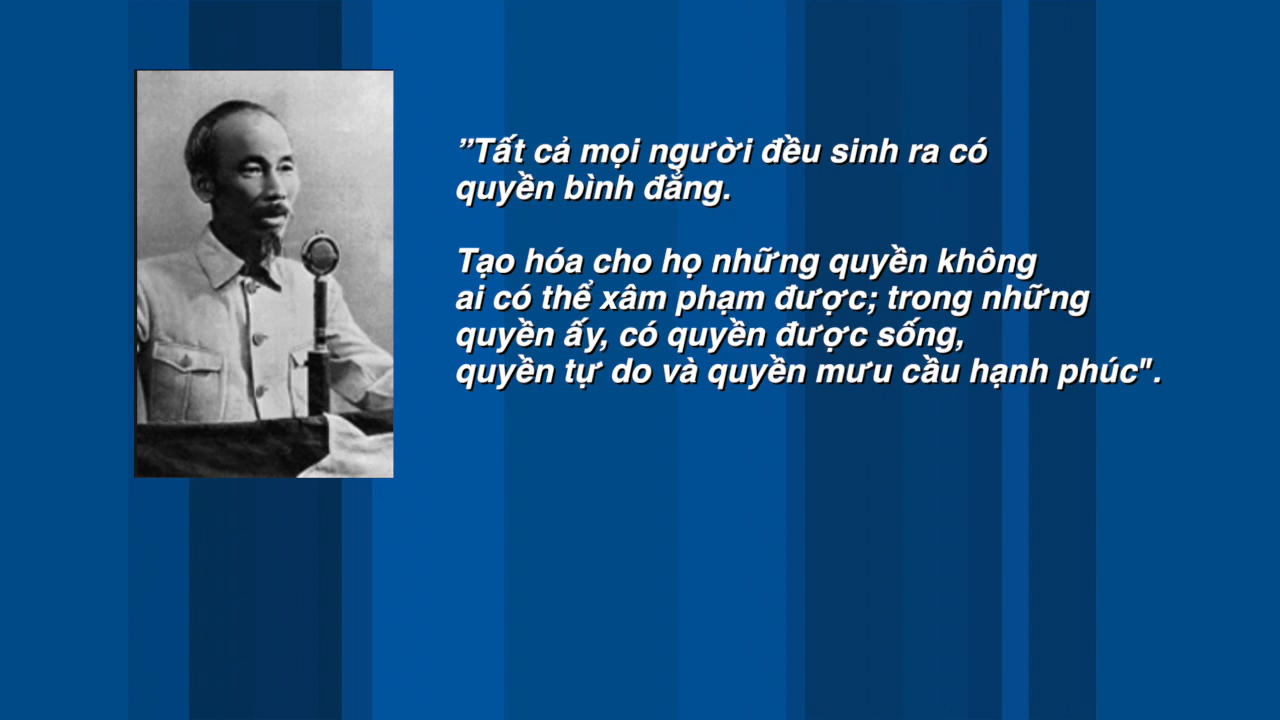 ”Tất cả mọi người đều sinh ra có
quyền bình đẳng.
Tạo hóa cho họ những quyền không
ai có thể xâm phạm được; trong những
quyền ấy, có quyền được sống,
quyền tự do và quyền mưu cầu hạnh phúc".